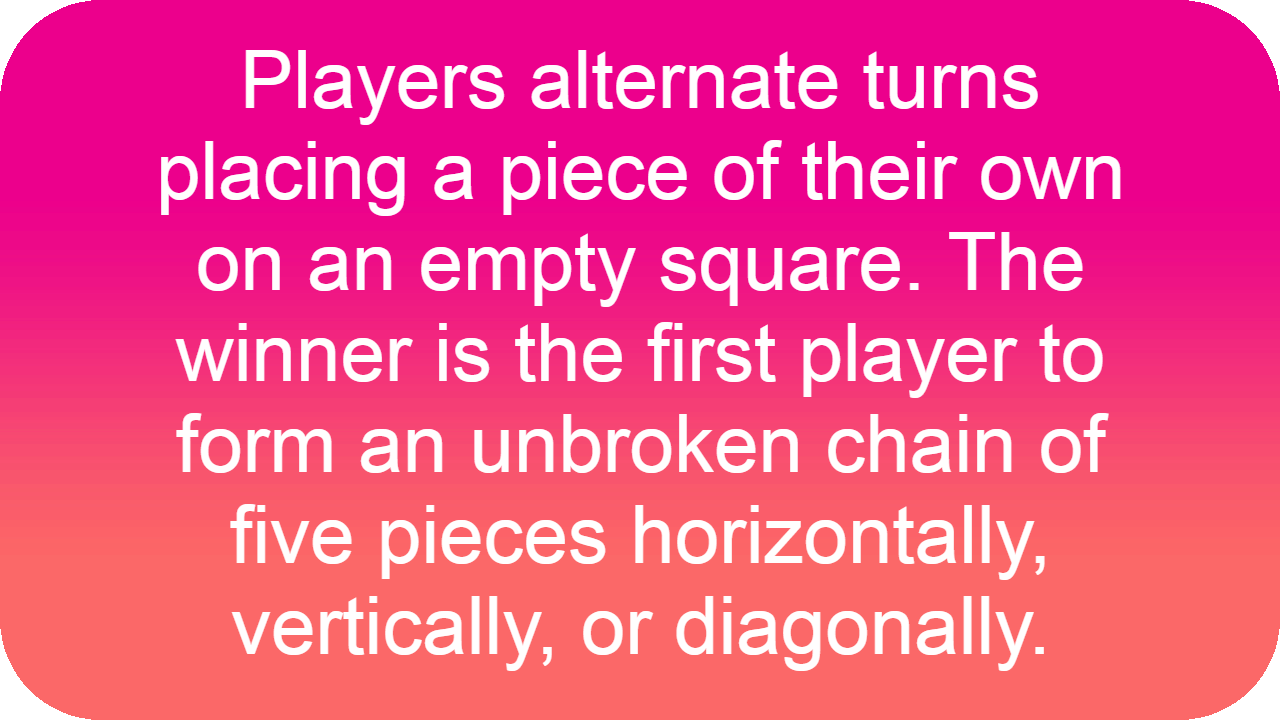 Players alternate turns
placing a piece of their own
on an empty square. The
winner is the first player to
form an unbroken chain of
five pieces horizontally,
vertically, or diagonally.